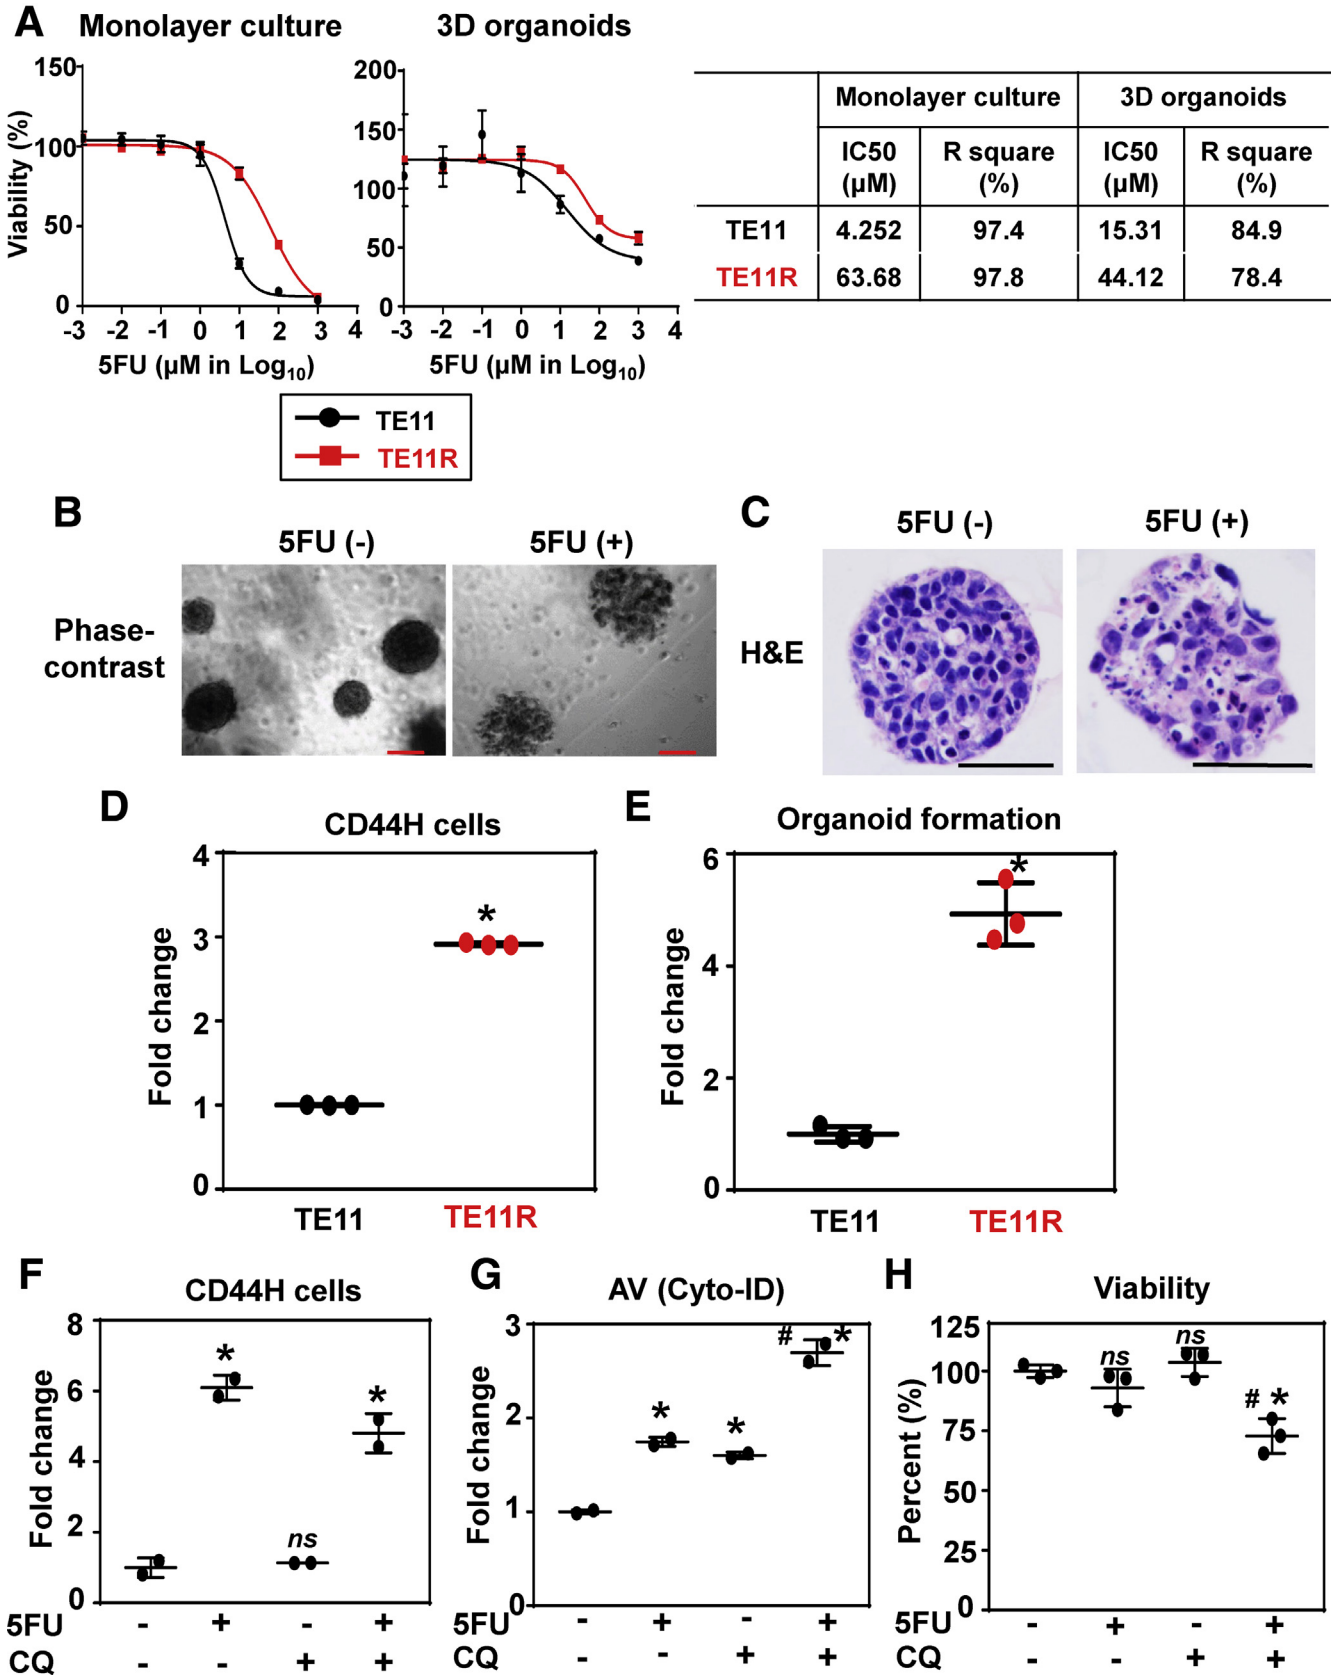 A
Monolayer culture
3D organoids
150
100
50
0
Viability (%)
-3 -2 -1 0 1 2 3 4
5FU (µM in Log10)
200
150
100
50
0
-3 -2 -1 0 1 2 3 4
5FU (µM in Log10)
TE11
TE11R
Monolayer culture 3D organoids
IC50 (µM) R square (%) IC50 (µM) R square (%)
TE11 4.252 97.4 15.31 84.9
TE11R 63.68 97.8 44.12 78.4
B
5FU (-) 5FU (+)
Phase-
contrast
C
5FU (-) 5FU (+)
H&E
D
CD44H cells
Fold change
4
3
2
1
0
*
TE11 TE11R
E
Organoid formation
Fold change
6
4
2
0
*
TE11 TE11R
F
CD44H cells
Fold change
8
6
4
2
0
* ns *
5FU - + - +
CQ - - + +
G
AV (Cyto-ID)
Fold change
3
2
1
0
* * # *
- + - +
- - + +
H
Viability
Percent (%)
125
100
75
50
25
0
ns ns # *
5FU - + - +
CQ - - + +